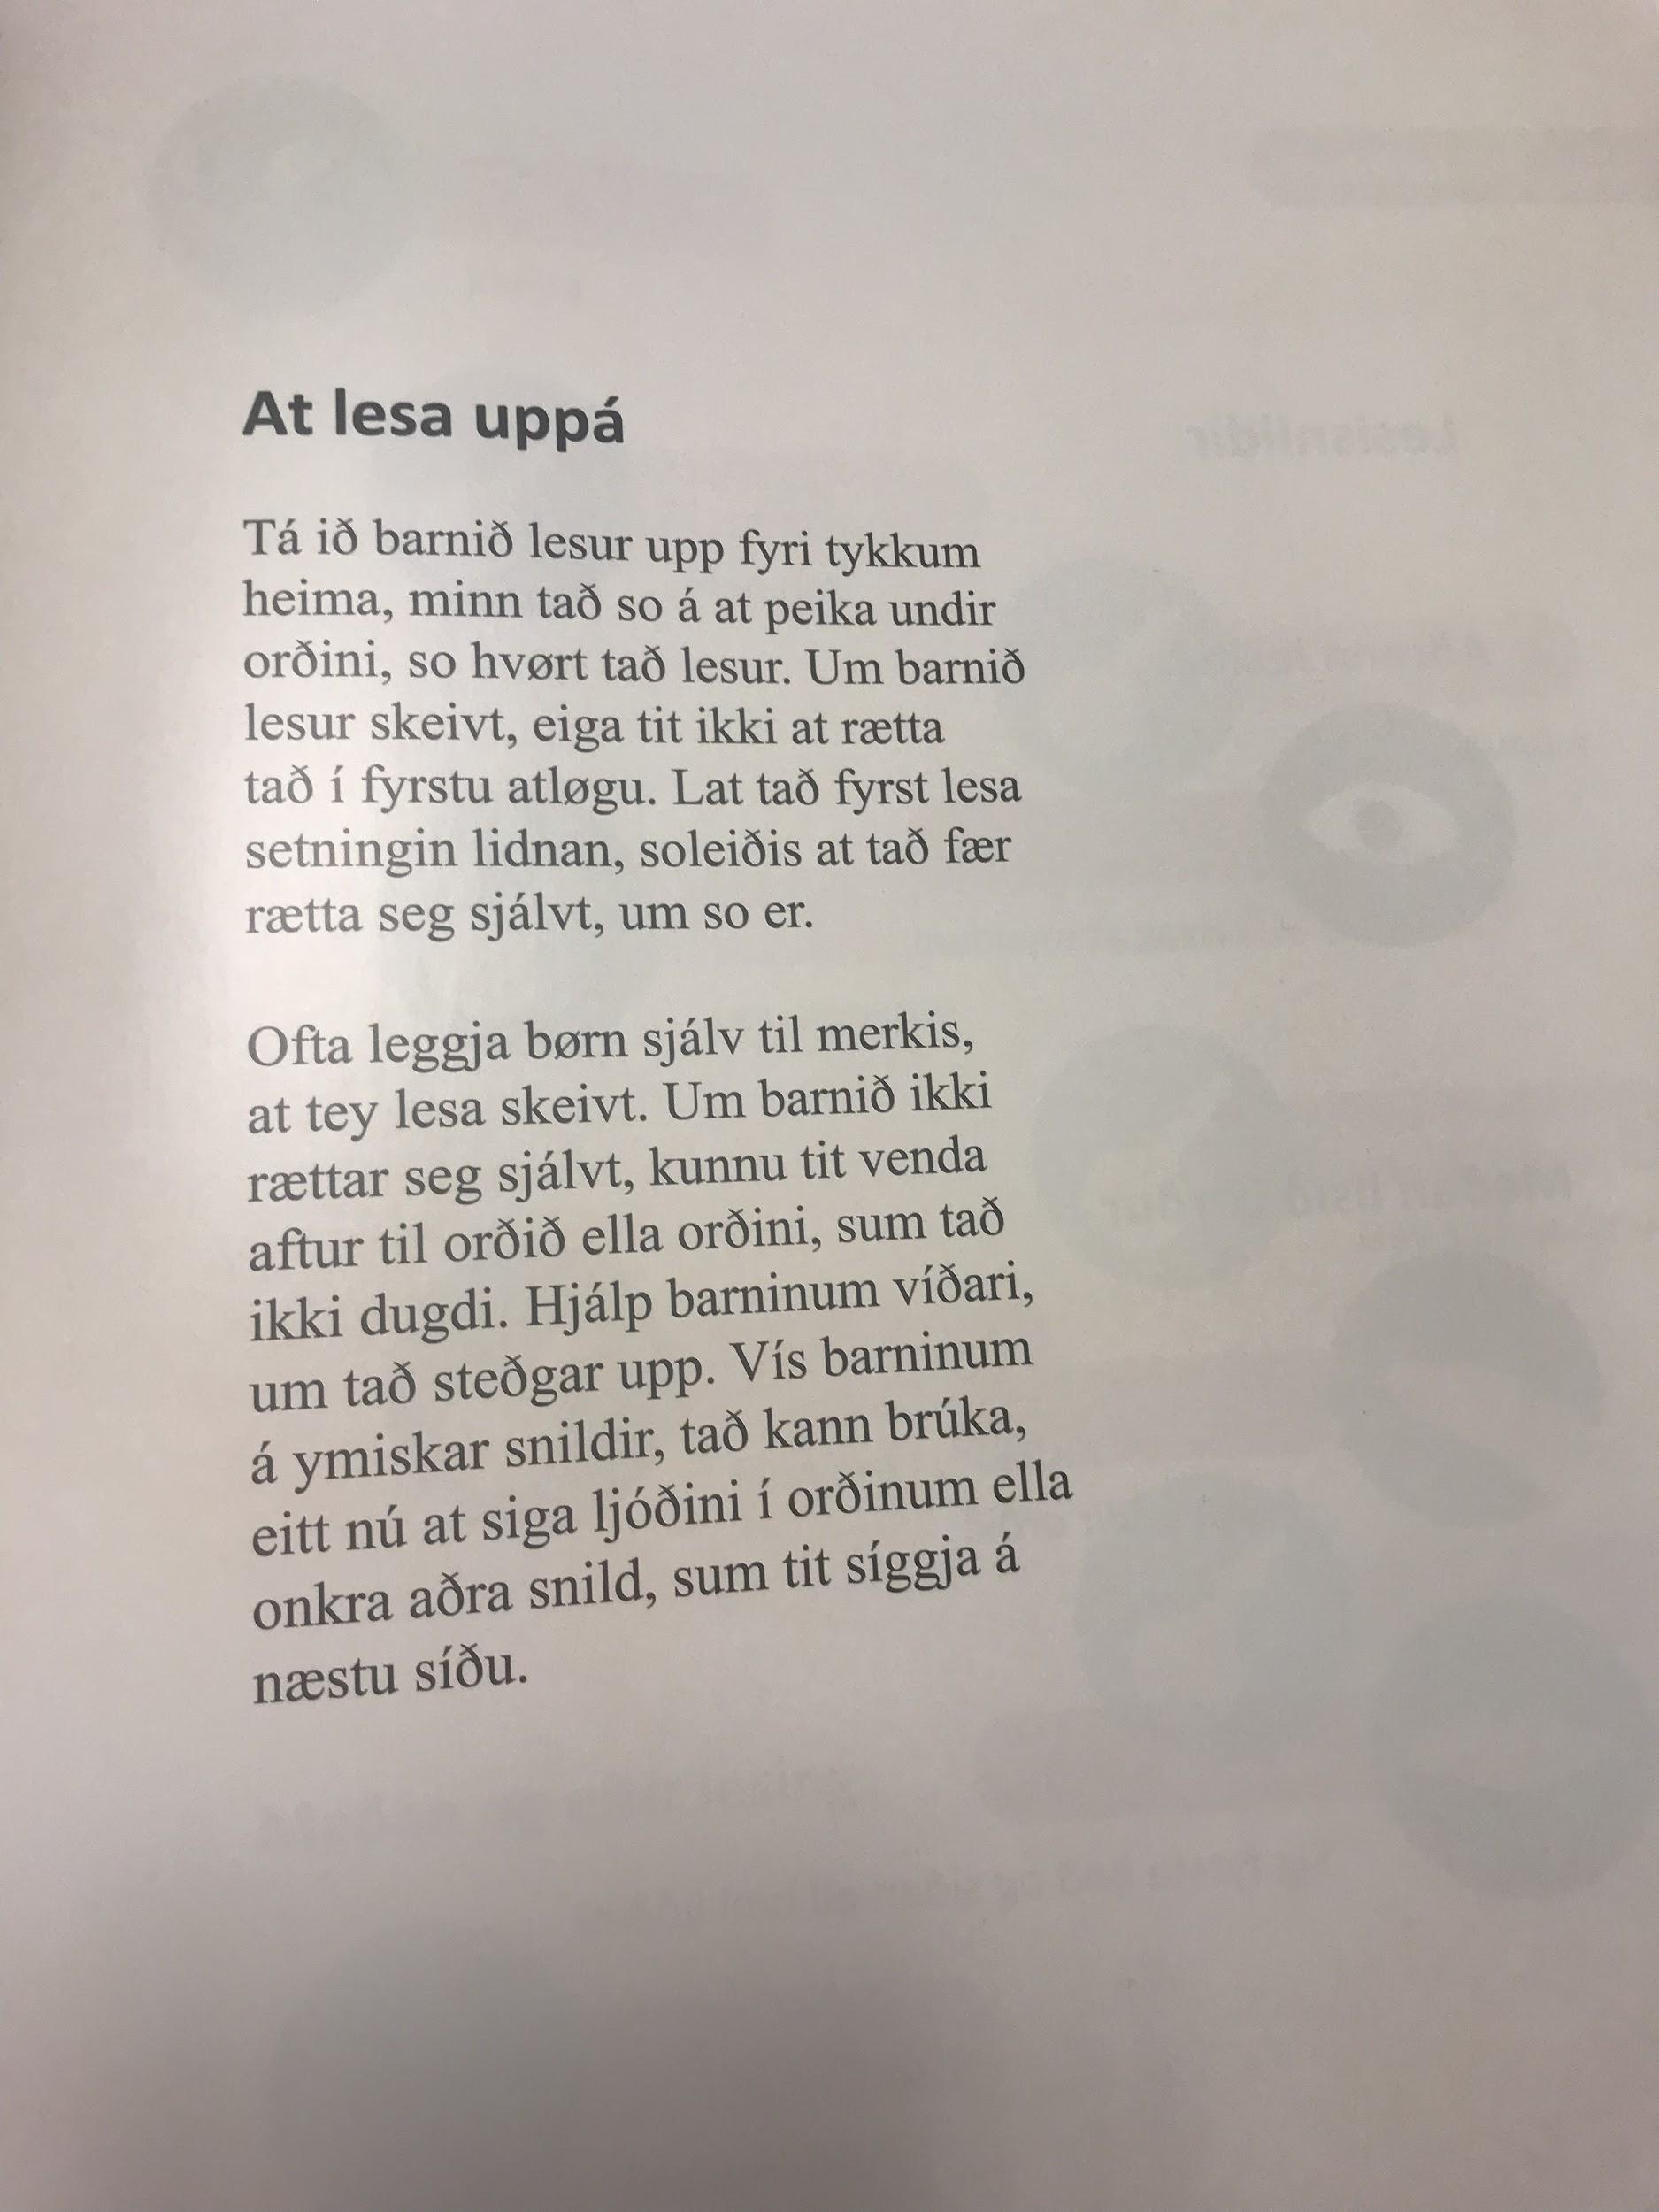 At lesa uppá
Tá ið barnið lesur upp fyri tykkum
heima, minn tað so á at peika undir
orðini, so hvørt tað lesur. Um barnið
lesur skeivt, eiga tit ikki at rætta
tað í fyrstu atløgu. Lat tað fyrst lesa
setningin lidnan, soleiðis at tað fær
rætta seg sjálvt, um so er.
Ofta leggja børn sjálv til merkis,
at tey lesa skeivt. Um barnið ikki
rættar seg sjálvt, kunnu tit venda
aftur til orðið ella orðini, sum tað
ikki dugdi. Hjálp barninum víðari,
um tað steðgar upp. Vís barninum
á ymiskar snildir, tað kann brúka,
eitt nú at siga ljóðini í orðinum ella
onkra aðra snild, sum tit síggja á
næstu síðu.